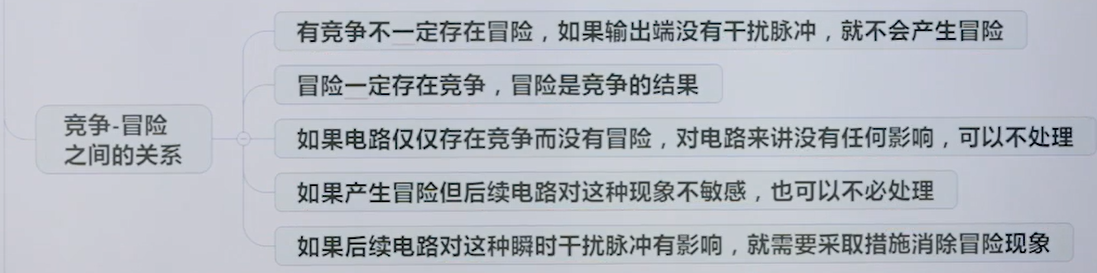 有竞争不一定存在冒险，如果输出端没有干扰脉冲，就不会产生冒险
冒险一定存在竞争，冒险是竞争的结果
竞争-冒险
之间的关系
如果电路仅仅存在竞争而没有冒险，对电路来讲没有任何影响，可以不处理
如果产生冒险但后续电路对这种现象不敏感，也可以不必处理
如果后续电路对这种瞬时干扰脉冲有影响，就需要采取措施消除冒险现象